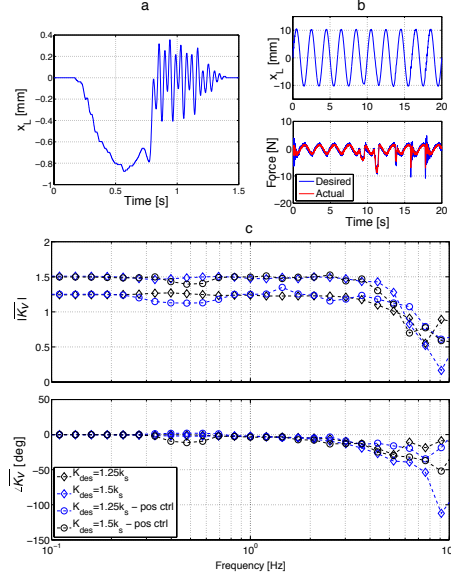 a
0.4
0.2
0
−0.2
−0.4
−0.6
−0.8
−1
x_L [mm]
0
0.5
1
1.5
Time [s]
b
10
0
−10
x_L [mm]
0
5
10
15
20
10
0
−10
−20
Force [N]
Desired
Actual
0
5
10
15
20
Time [s]
c
2
1.5
1
0.5
0
|K_V|
50
0
−50
−100
−150
∠K_V [deg]
K_des=1.25k_s
K_des=1.5k_s
K_des=1.25k_s − pos ctrl
K_des=1.5k_s − pos ctrl
10^-1
10^0
10
Frequency [Hz]